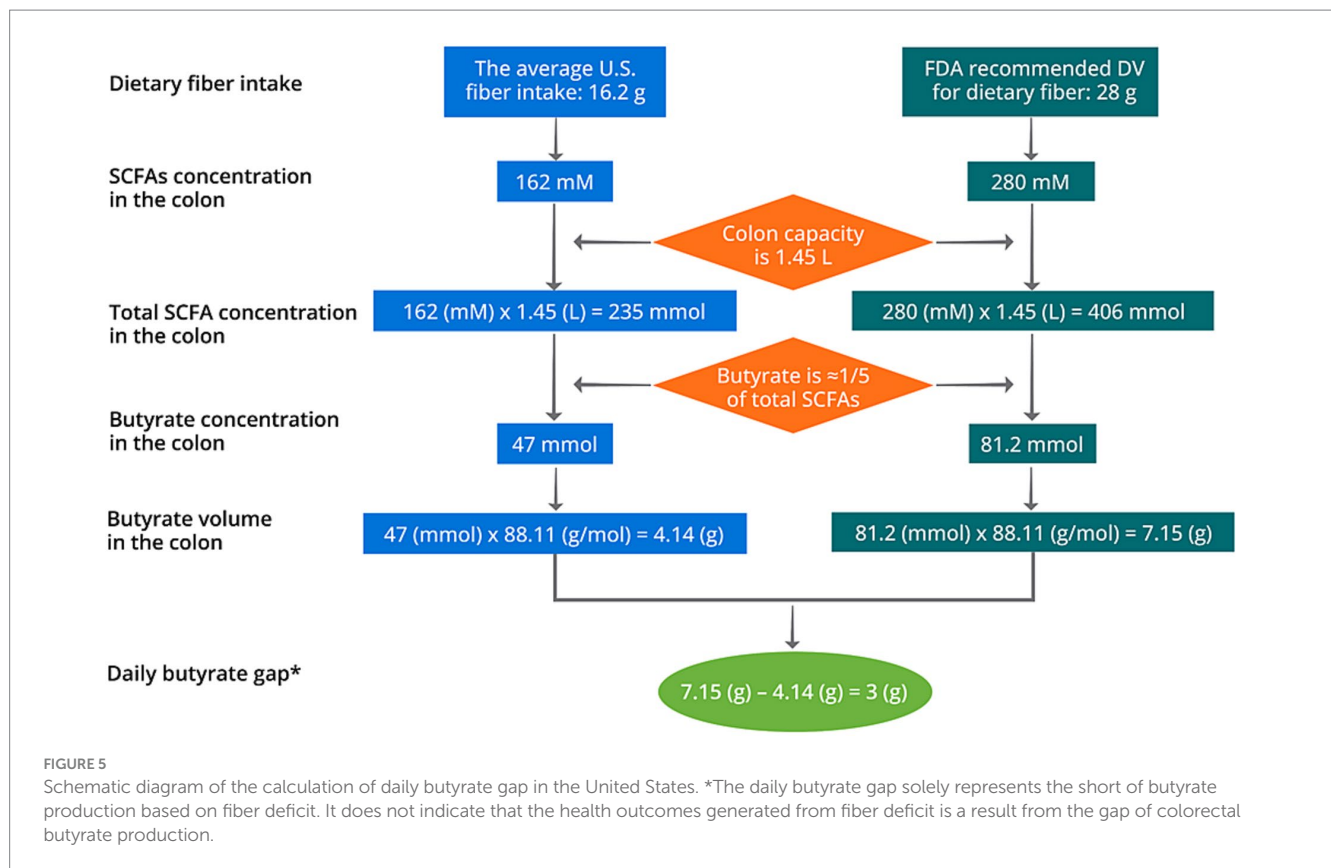 Dietary fiber intake
The average U.S.
fiber intake: 16.2 g
FDA recommended DV
for dietary fiber: 28 g
SCFAs concentration
in the colon
162 mM
280 mM
Colon capacity
is 1.45 L
Total SCFA concentration
in the colon
162 (mM) x 1.45 (L) = 235 mmol
280 (mM) x 1.45 (L) = 406 mmol
Butyrate is ≈1/5
of total SCFAs
Butyrate concentration
in the colon
47 mmol
81.2 mmol
Butyrate volume
in the colon
47 (mmol) x 88.11 (g/mol) = 4.14 (g)
81.2 (mmol) x 88.11 (g/mol) = 7.15 (g)
Daily butyrate gap*
7.15 (g) – 4.14 (g) = 3 (g)
FIGURE 5
Schematic diagram of the calculation of daily butyrate gap in the United States. *The daily butyrate gap solely represents the short of butyrate
production based on fiber deficit. It does not indicate that the health outcomes generated from fiber deficit is a result from the gap of colorectal
butyrate production.